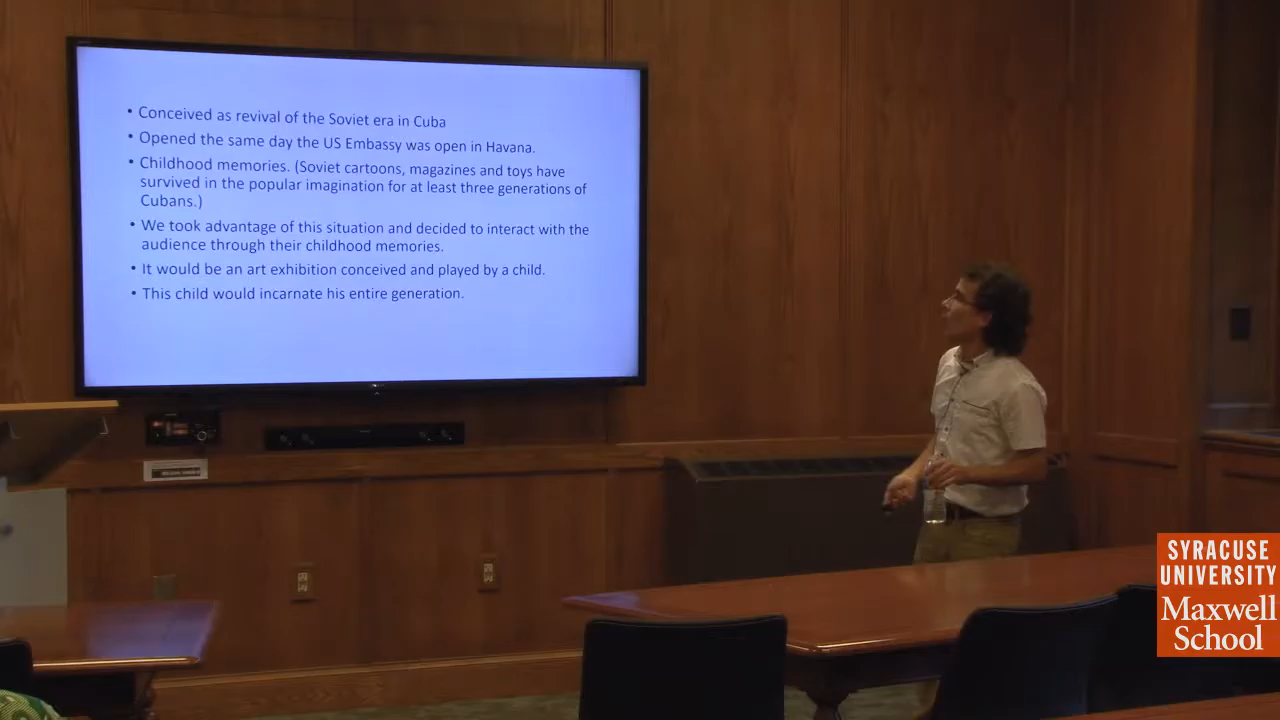 • Conceived as revival of the Soviet era in Cuba
• Opened the same day the US Embassy was open in Havana.
• Childhood memories. (Soviet cartoons, magazines and toys have
survived in the popular imagination for at least three generations of
Cubans.)
• We took advantage of this situation and decided to interact with the
audience through their childhood memories.
• It would be an art exhibition conceived and played by a child.
• This child would incarnate his entire generation.
SYRACUSE
UNIVERSITY
Maxwell
School